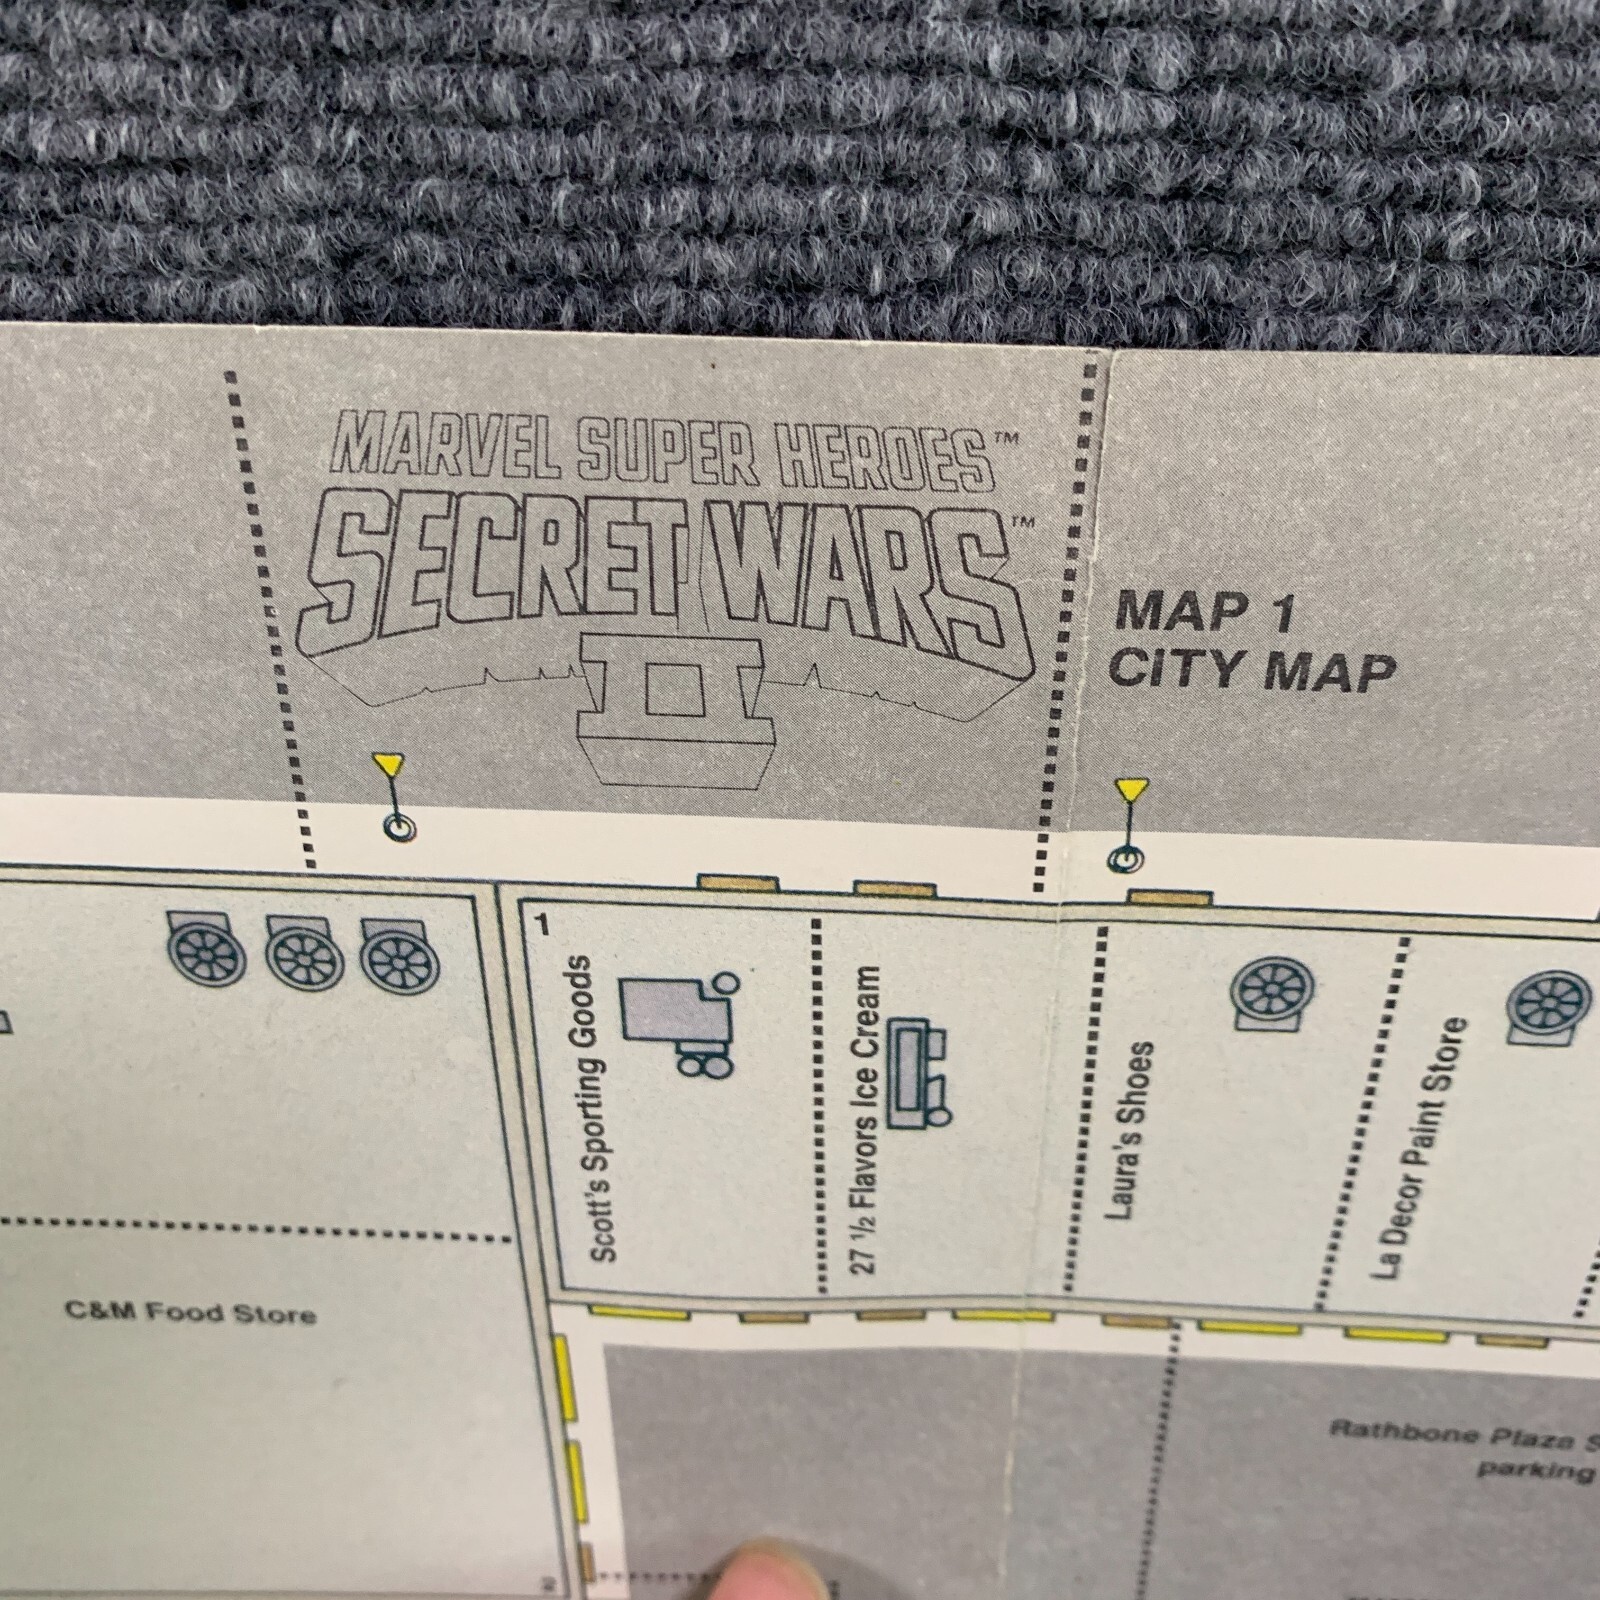 MARVEL SUPER HEROES™
SECRET WARS™
II
MAP 1
CITY MAP
1
Scott's Sporting Goods
27 ½ Flavors Ice Cream
Laura's Shoes
La Decor Paint Store
C&M Food Store
Rathbone Plaza S
parking